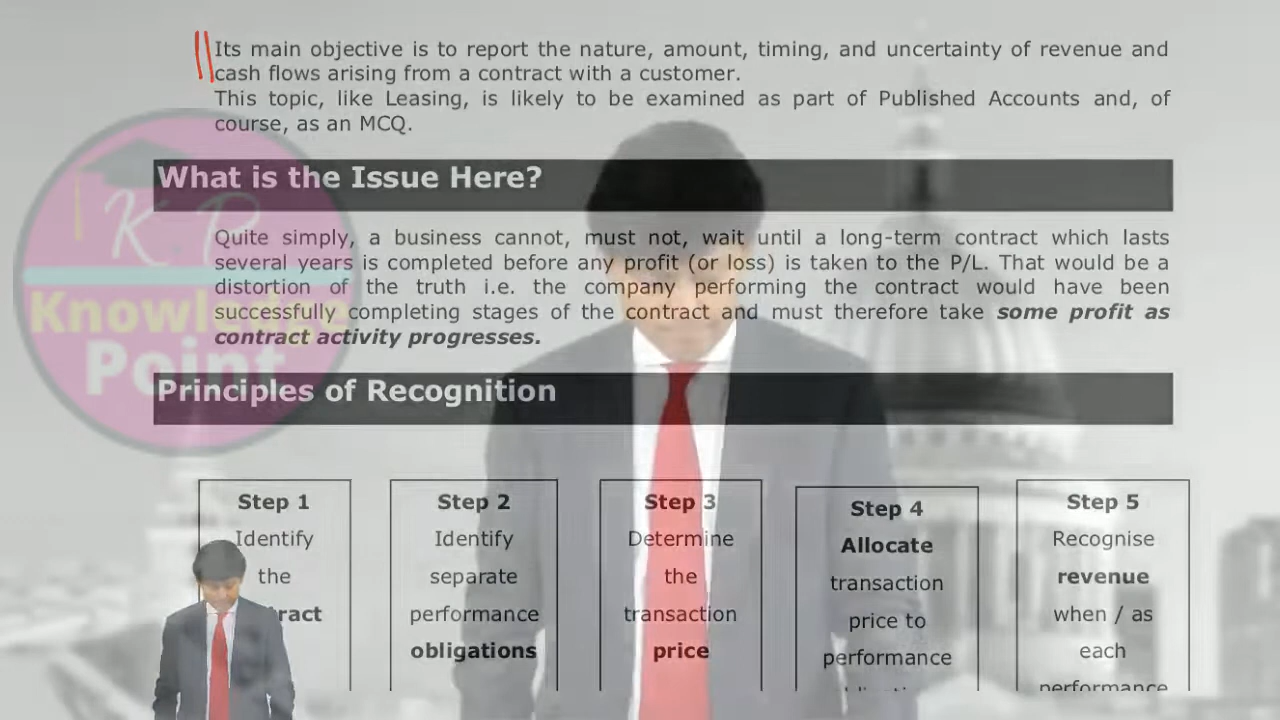 Its main objective is to report the nature, amount, timing, and uncertainty of revenue and
cash flows arising from a contract with a customer.
This topic, like Leasing, is likely to be examined as part of Published Accounts and, of
course, as an MCQ.
What is the Issue Here?
Quite simply, a business cannot, must not, wait until a long-term contract which lasts
several years is completed before any profit (or loss) is taken to the P/L. That would be a
distortion of the truth i.e. the company performing the contract would have been
successfully completing stages of the contract and must therefore take some profit as
contract activity progresses.
K.P
Knowledge
Point
Principles of Recognition
Step 1
Identify
the
Step 2
Identify
separate
performance
obligations
Step 3
Determine
the
transaction
price
Step 4
Allocate
transaction
price to
performance
Step 5
Recognise
revenue
when / as
each
performance